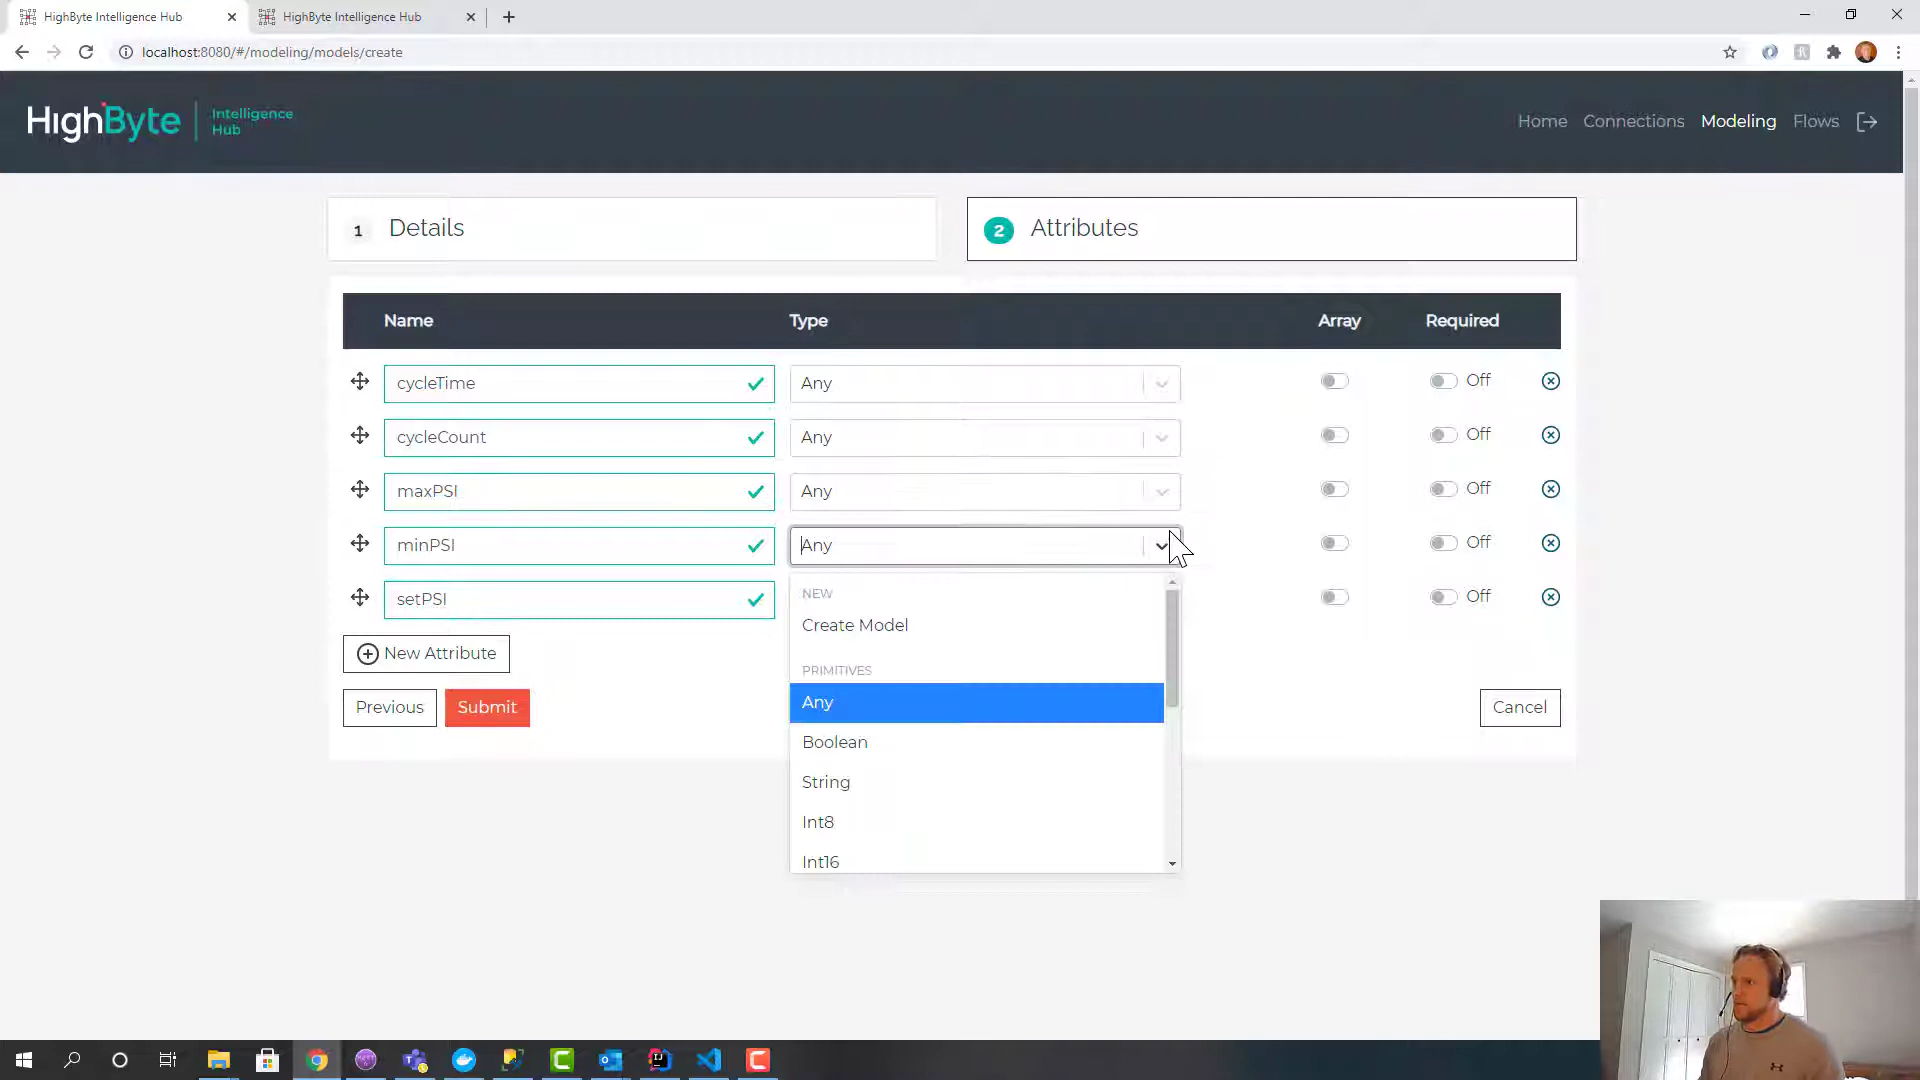 HighByte Intelligence Hub
HighByte Intelligence Hub
localhost:8080/#/modeling/models/create
HighByte
Intelligence
Hub
Home Connections Modeling Flows
1 Details
2 Attributes
Name Type Array Required
cycleTime Any Off
cycleCount Any Off
maxPSI Any Off
minPSI Any Off
setPSI Off
NEW
Create Model
PRIMITIVES
Any
Boolean
String
Int8
Int16
New Attribute
Previous Submit Cancel